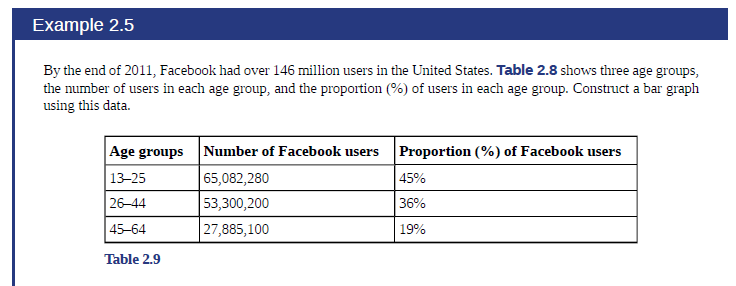 Example 2.5
By the end of 2011, Facebook had over 146 million users in the United States. Table 2.8 shows three age groups,
the number of users in each age group, and the proportion (%) of users in each age group. Construct a bar graph
using this data.
Age groups Number of Facebook users Proportion (%) of Facebook users
13–25 65,082,280 45%
26–44 53,300,200 36%
45–64 27,885,100 19%
Table 2.9